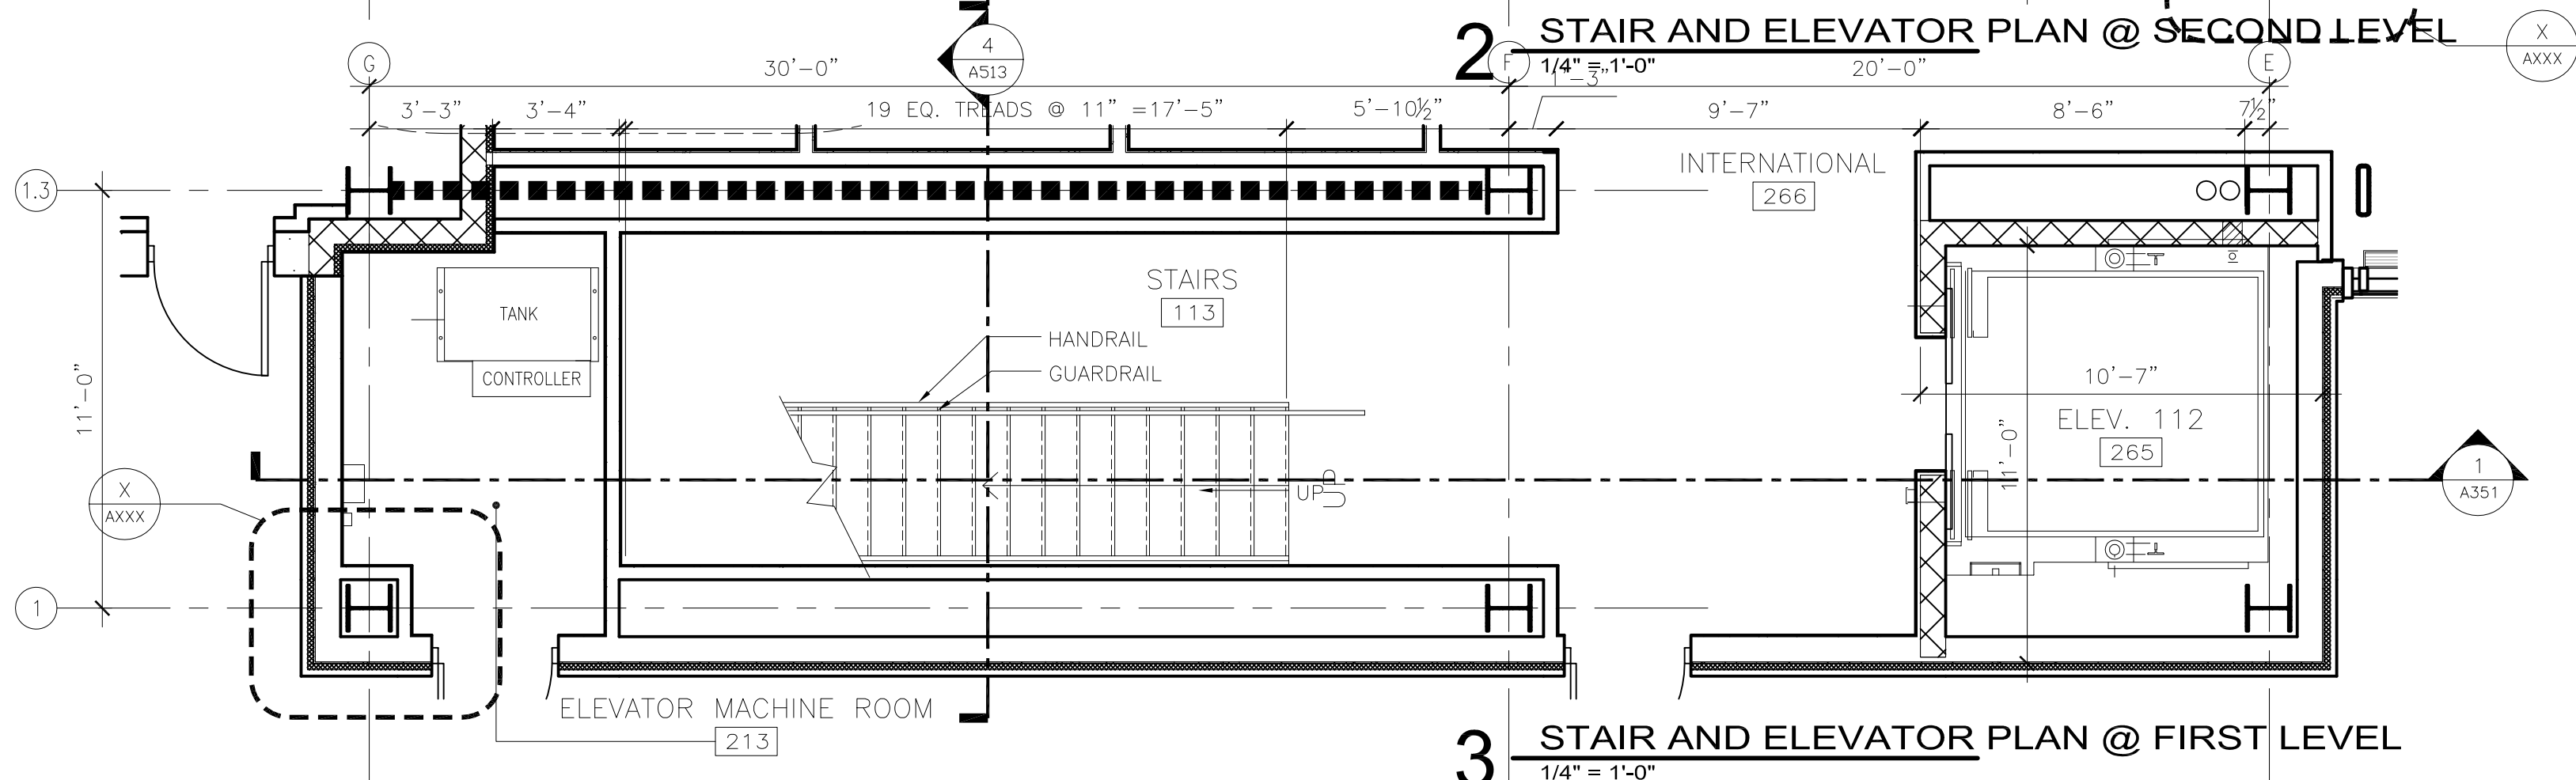 2 STAIR AND ELEVATOR PLAN @ SECOND LEVEL
1/4" = 1'-0"
X
AXXX
4
A513
G
30'-0"
F
1'-3"
20'-0"
E
3'-3"
3'-4"
19 EQ. TREADS @ 11" =17'-5"
5'-10½"
9'-7"
8'-6"
7½"
1.3
INTERNATIONAL
266
STAIRS
113
TANK
CONTROLLER
HANDRAIL
GUARDRAIL
11'-0"
10'-7"
ELEV. 112
265
11'-0"
UP
UP
X
AXXX
1
A351
1
ELEVATOR MACHINE ROOM
213
3 STAIR AND ELEVATOR PLAN @ FIRST LEVEL
1/4" = 1'-0"